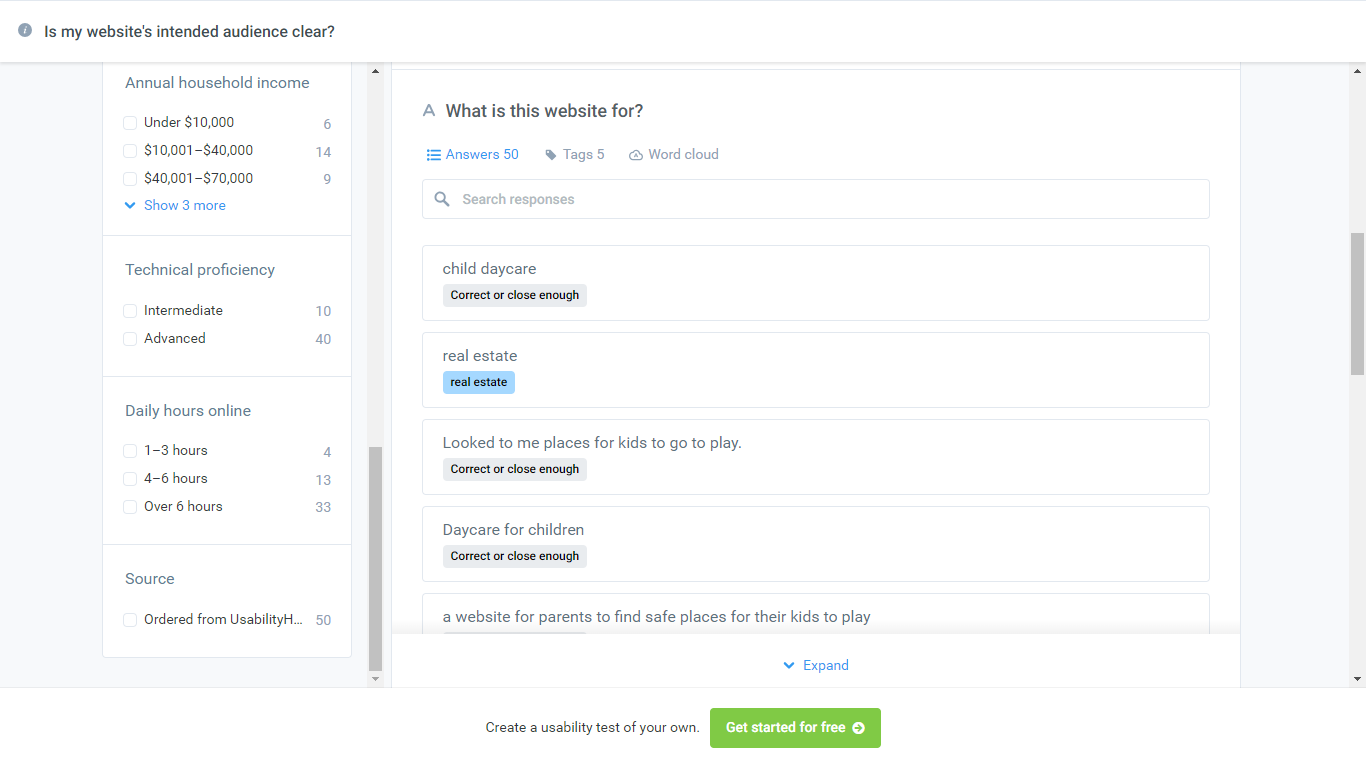 Is my website's intended audience clear?
Annual household income
Under $10,000 6
$10,001–$40,000 14
$40,001–$70,000 9
Show 3 more
Technical proficiency
Intermediate 10
Advanced 40
Daily hours online
1–3 hours 4
4–6 hours 13
Over 6 hours 33
Source
Ordered from UsabilityH... 50
A What is this website for?
Answers 50 Tags 5 Word cloud
Search responses
child daycare
Correct or close enough
real estate
real estate
Looked to me places for kids to go to play.
Correct or close enough
Daycare for children
Correct or close enough
a website for parents to find safe places for their kids to play
Expand
Create a usability test of your own. Get started for free